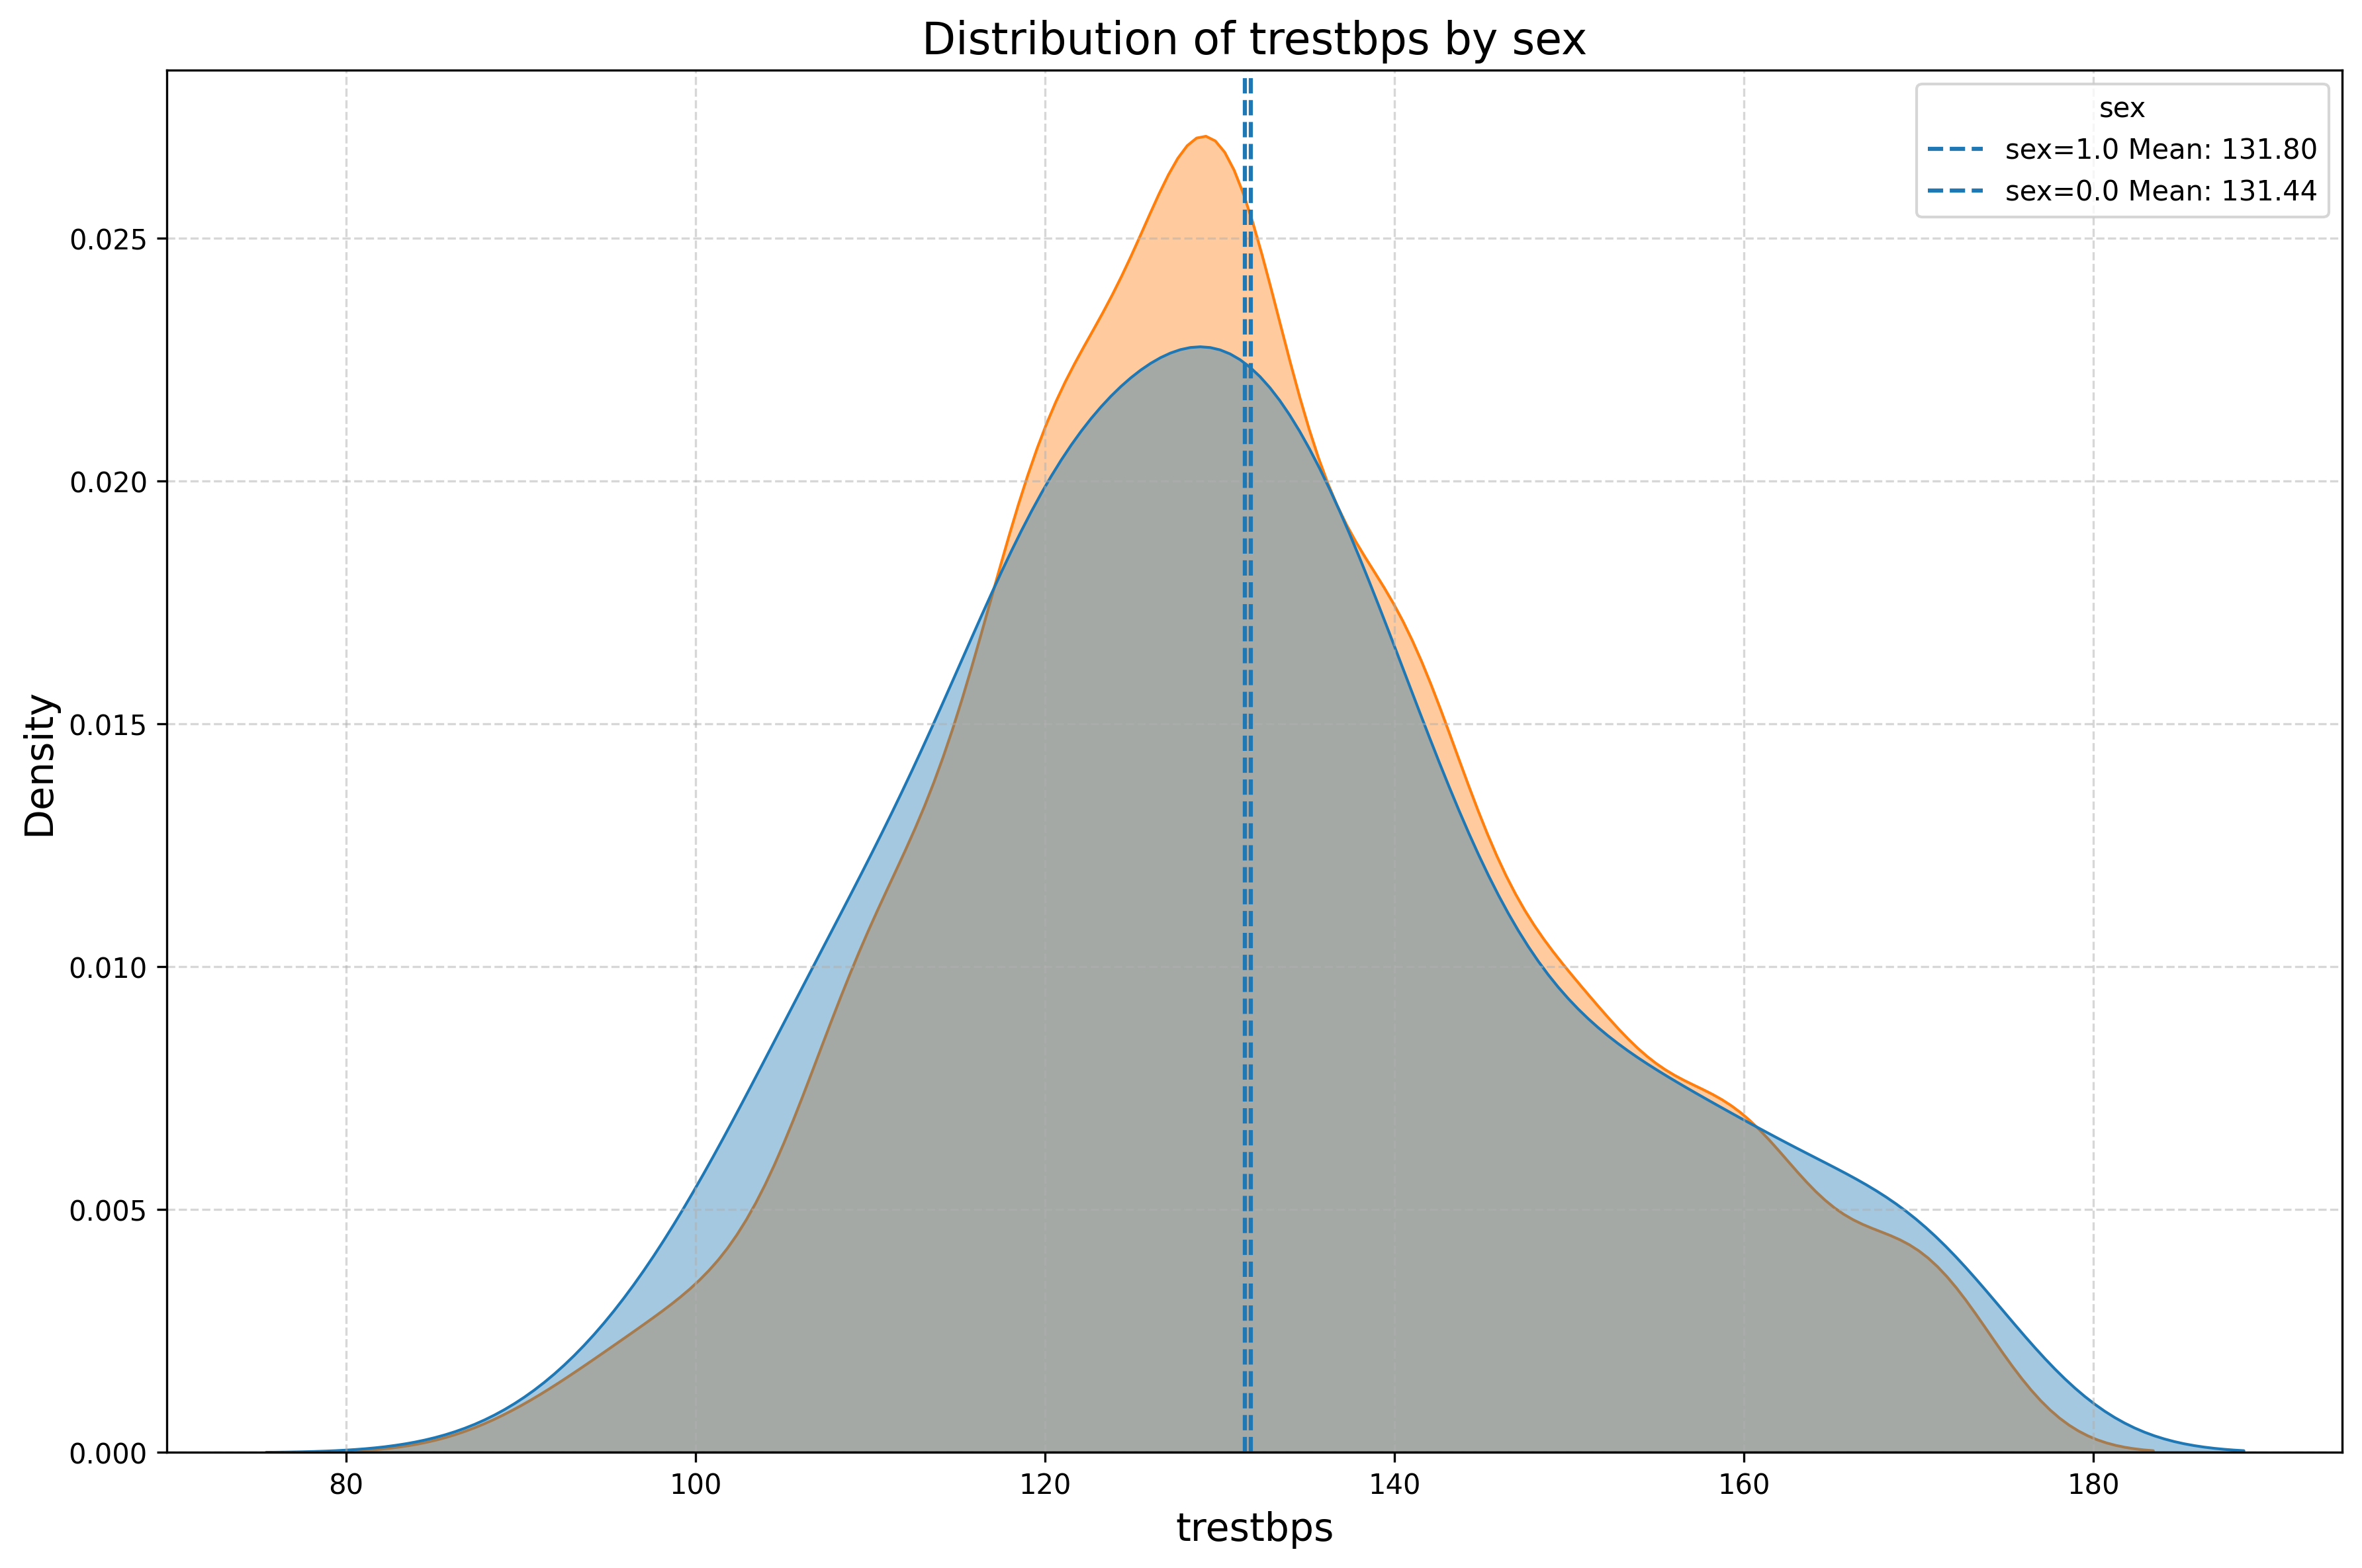 Distribution of trestbps by sex
sex
sex=1.0 Mean: 131.80
sex=0.0 Mean: 131.44
Density
0.025
0.020
0.015
0.010
0.005
0.000
80 100 120 140 160 180
trestbps